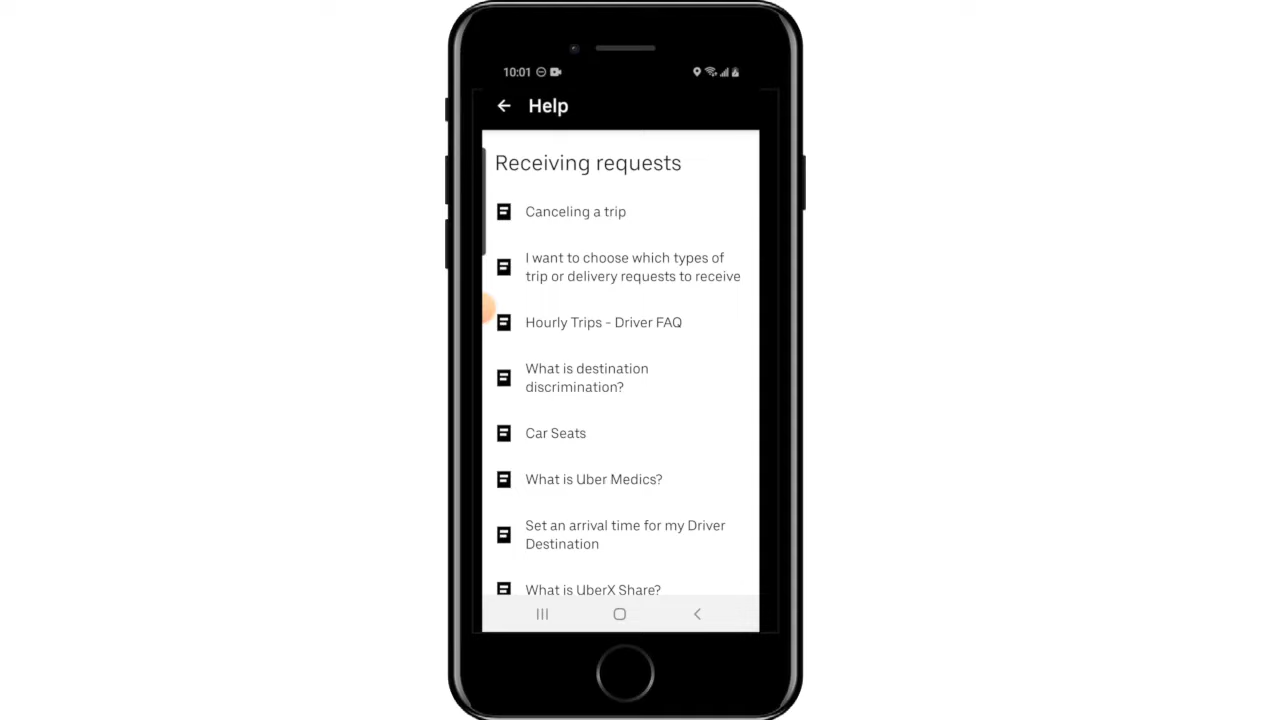 10:01
Help
Receiving requests
Canceling a trip
I want to choose which types of
trip or delivery requests to receive
Hourly Trips - Driver FAQ
What is destination
discrimination?
Car Seats
What is Uber Medics?
Set an arrival time for my Driver
Destination
What is UberX Share?